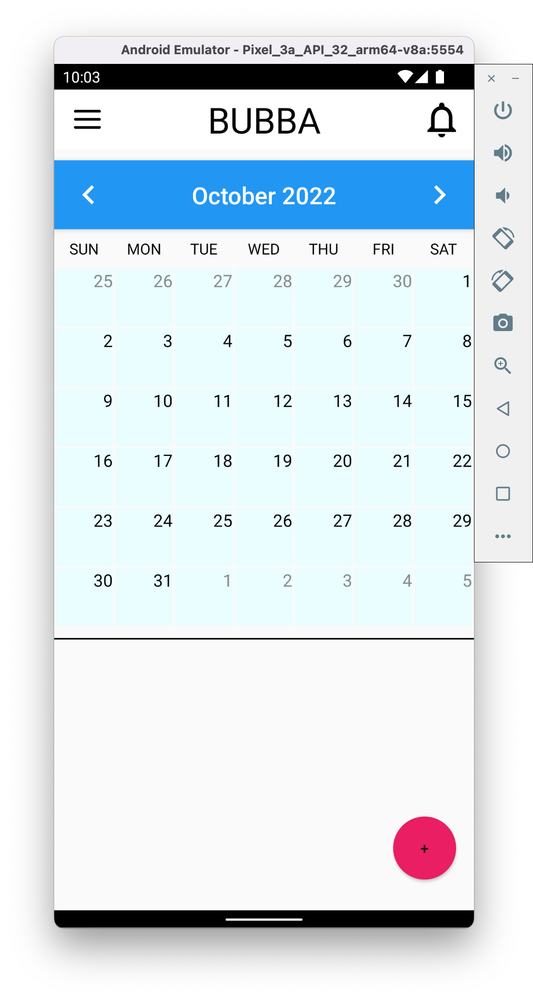 Android Emulator - Pixel_3a_API_32_arm64-v8a:5554
10:03
BUBBA
October 2022
SUN MON TUE WED THU FRI SAT
25 26 27 28 29 30 1
2 3 4 5 6 7 8
9 10 11 12 13 14 15
16 17 18 19 20 21 22
23 24 25 26 27 28 29
30 31 1 2 3 4 5
+